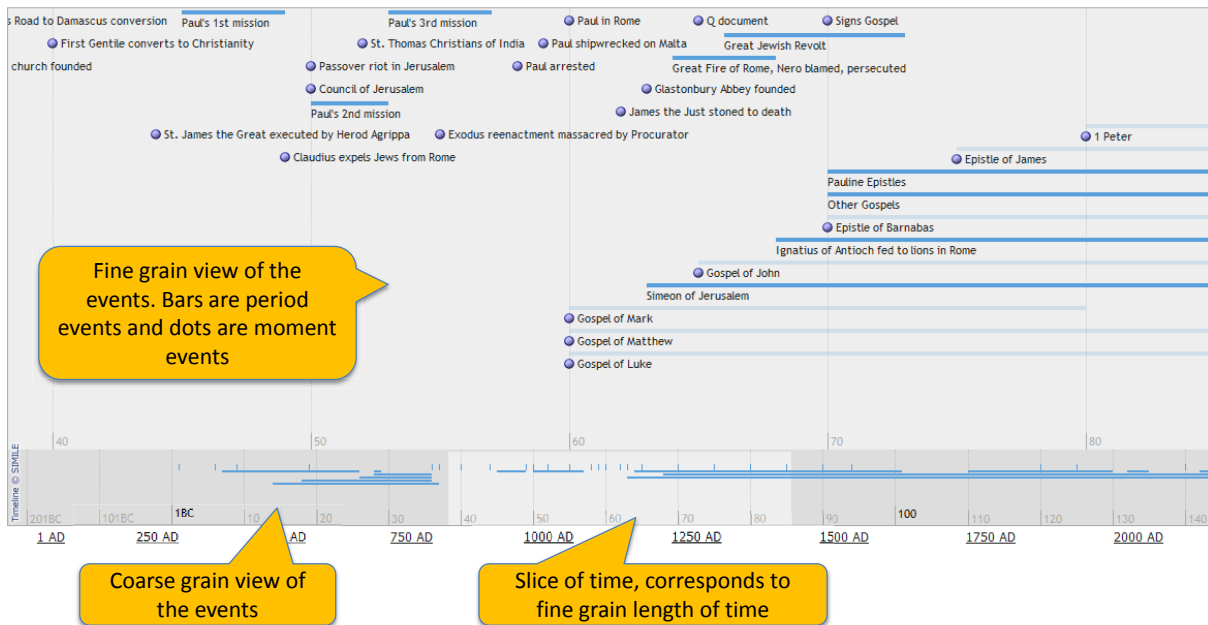 s Road to Damascus conversion
Paul's 1st mission
Paul's 3rd mission
Paul in Rome
Q document
Signs Gospel
First Gentile converts to Christianity
St. Thomas Christians of India
Paul shipwrecked on Malta
Great Jewish Revolt
church founded
Passover riot in Jerusalem
Paul arrested
Great Fire of Rome, Nero blamed, persecuted
Council of Jerusalem
Glastonbury Abbey founded
Paul's 2nd mission
James the Just stoned to death
St. James the Great executed by Herod Agrippa
Exodus reenactment massacred by Procurator
1 Peter
Claudius expels Jews from Rome
Epistle of James
Pauline Epistles
Other Gospels
Epistle of Barnabas
Ignatius of Antioch fed to lions in Rome
Gospel of John
Simeon of Jerusalem
Gospel of Mark
Gospel of Matthew
Gospel of Luke
Fine grain view of the
events. Bars are period
events and dots are moment
events
40 50 60 70 80
Timeline © SIMILE
201BC 101BC 1BC 10 20 30 40 50 60 70 80 90 100 110 120 130 140
1 AD 250 AD AD 750 AD 1000 AD 1250 AD 1500 AD 1750 AD 2000 AD
Coarse grain view of
the events
Slice of time, corresponds to
fine grain length of time